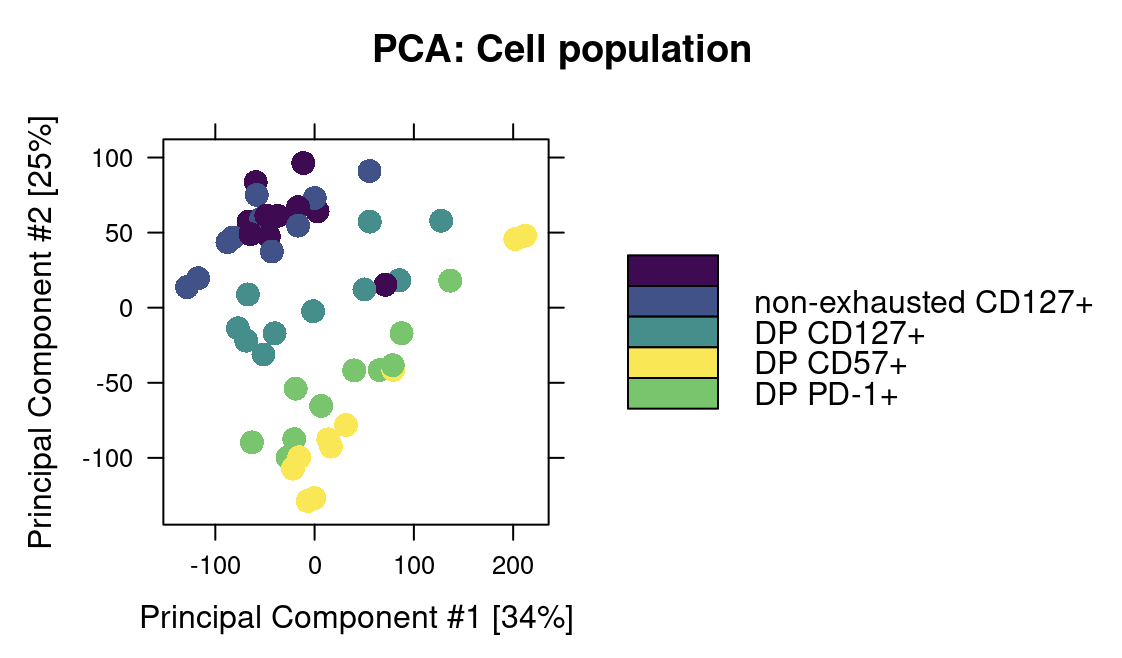 PCA: Cell population
Principal Component #2 [25%]
100
50
0
-50
-100
-100 0 100 200
Principal Component #1 [34%]
non-exhausted CD127+
DP CD127+
DP CD57+
DP PD-1+